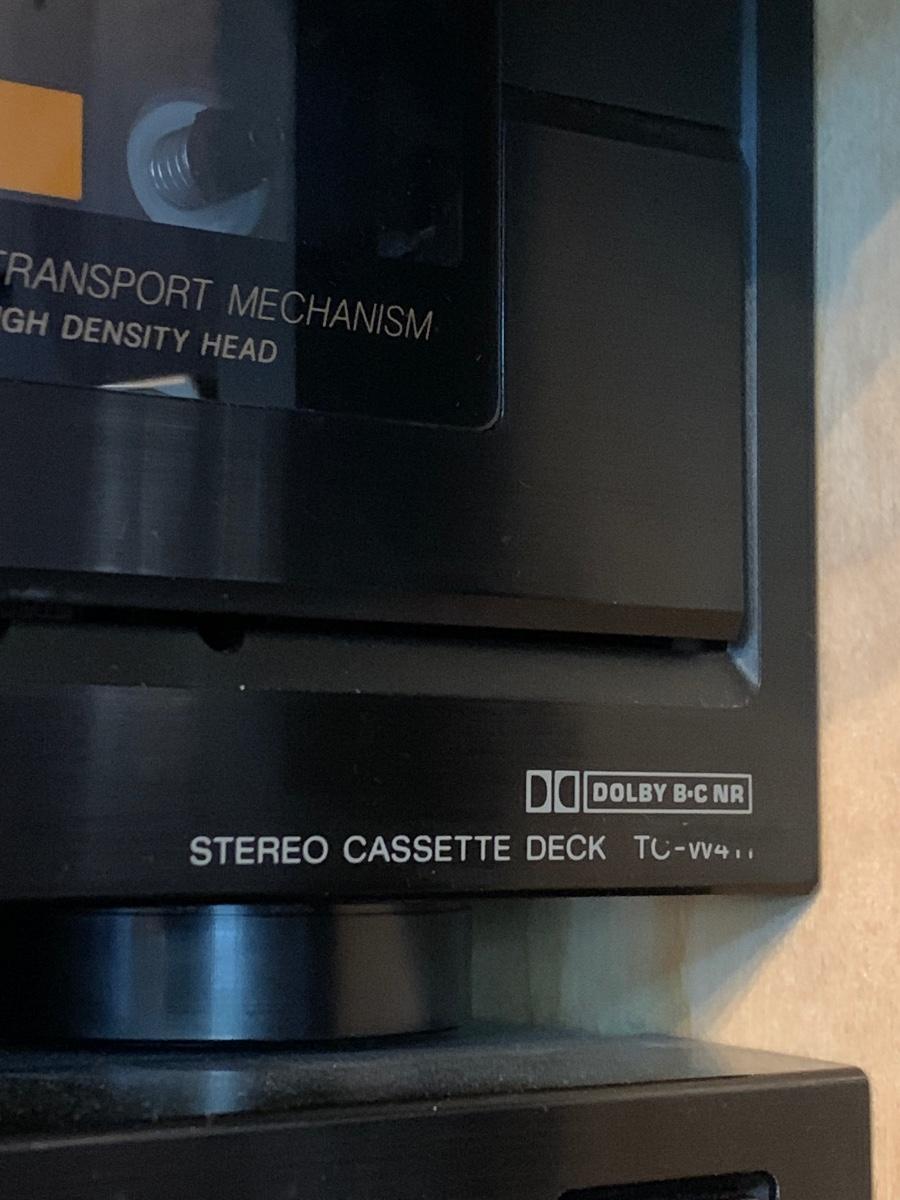 TRANSPORT MECHANISM
DENSITY HEAD
DOLBY B·C NR
STEREO CASSETTE DECK